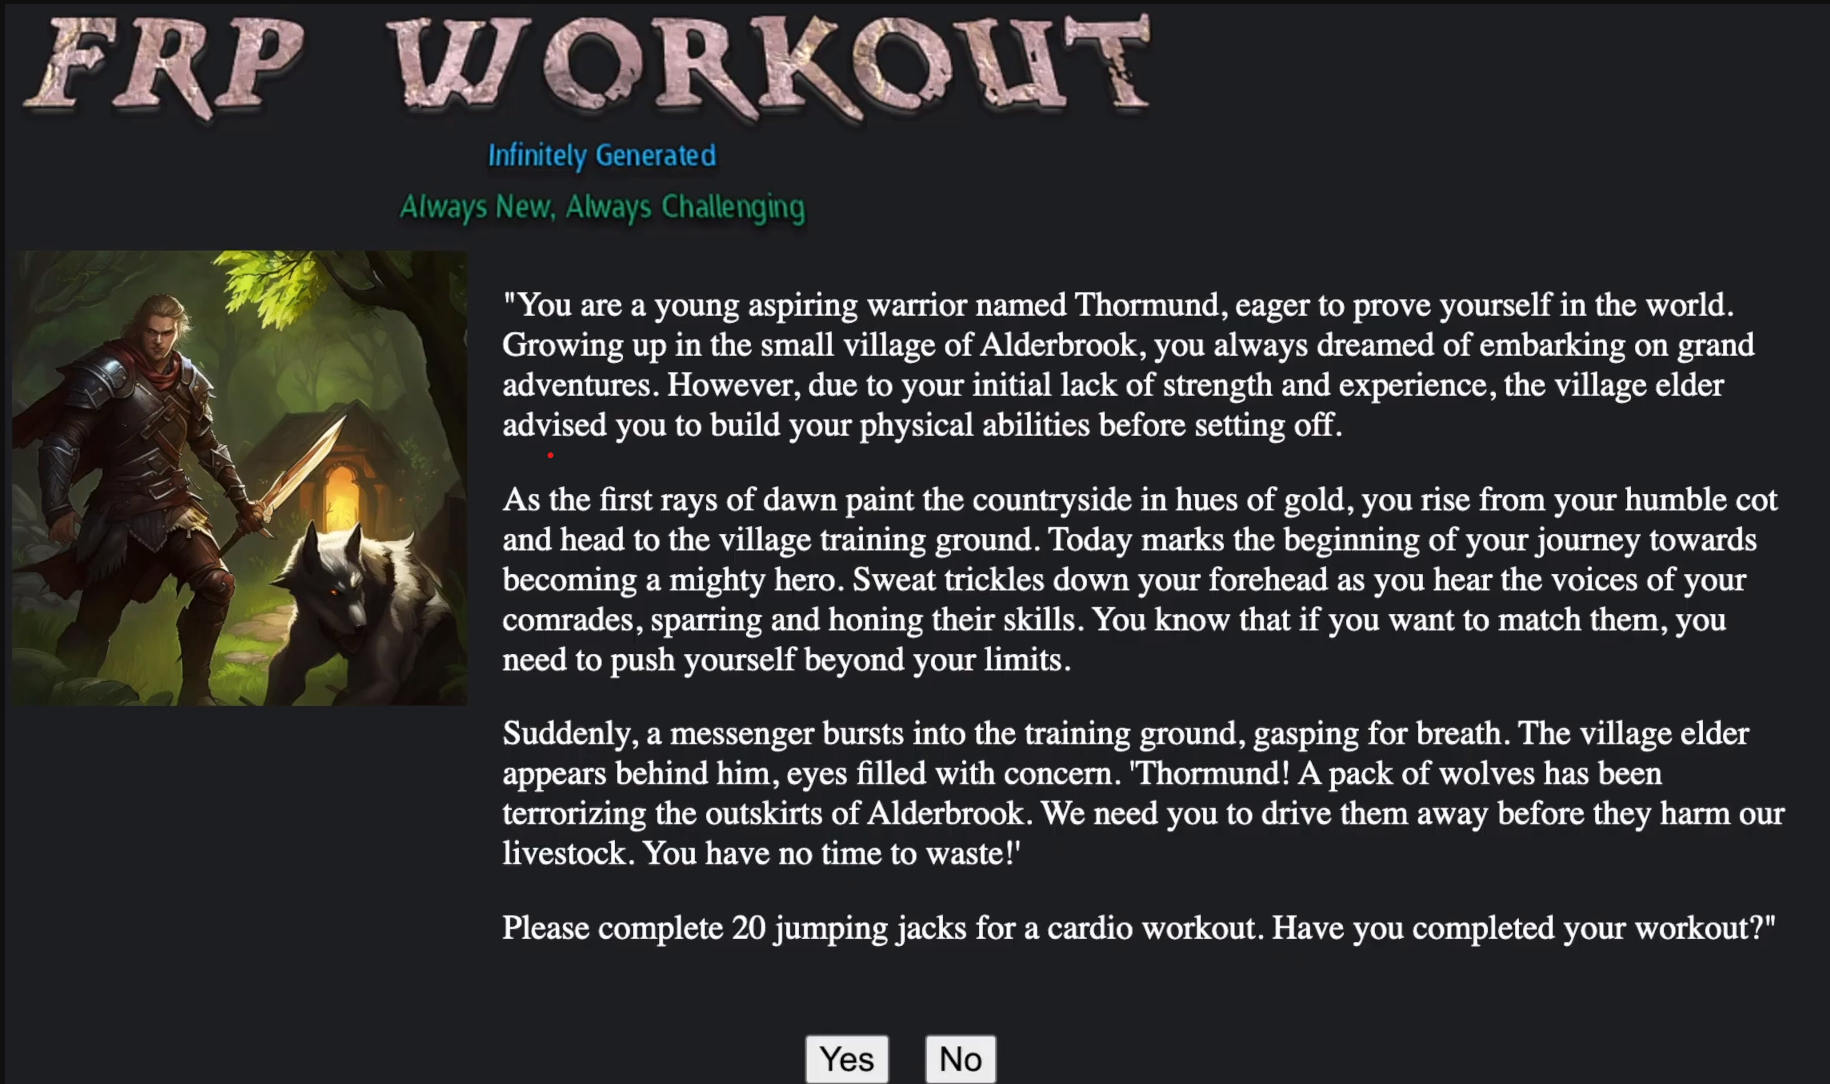 FRP WORKOUT
Infinitely Generated
Always New, Always Challenging
"You are a young aspiring warrior named Thormund, eager to prove yourself in the world.
Growing up in the small village of Alderbrook, you always dreamed of embarking on grand
adventures. However, due to your initial lack of strength and experience, the village elder
advised you to build your physical abilities before setting off.
As the first rays of dawn paint the countryside in hues of gold, you rise from your humble cot
and head to the village training ground. Today marks the beginning of your journey towards
becoming a mighty hero. Sweat trickles down your forehead as you hear the voices of your
comrades, sparring and honing their skills. You know that if you want to match them, you
need to push yourself beyond your limits.
Suddenly, a messenger bursts into the training ground, gasping for breath. The village elder
appears behind him, eyes filled with concern. 'Thormund! A pack of wolves has been
terrorizing the outskirts of Alderbrook. We need you to drive them away before they harm our
livestock. You have no time to waste!'
Please complete 20 jumping jacks for a cardio workout. Have you completed your workout?"
Yes No